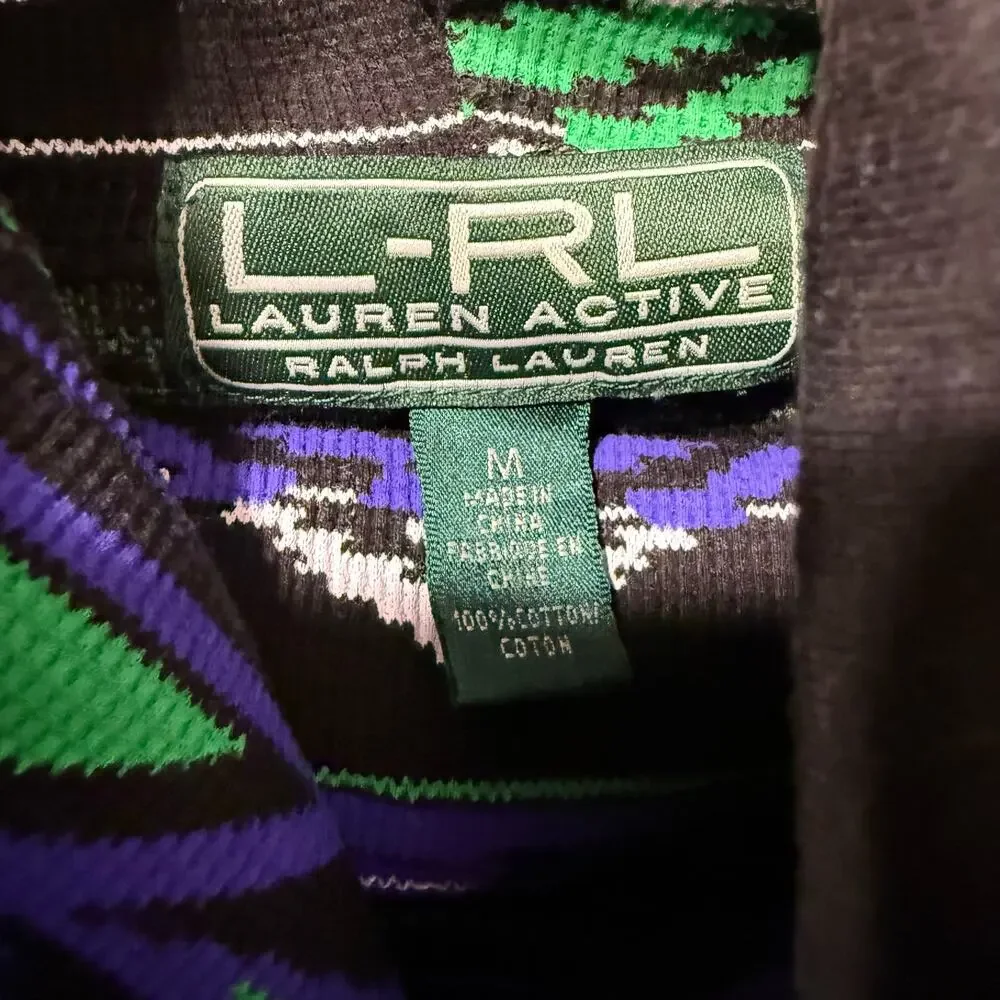 L-RL
LAUREN ACTIVE
RALPH LAUREN
M
MADE IN
CHINA
FABRIQUE EN
CHINE
100% COTTON/
COTON